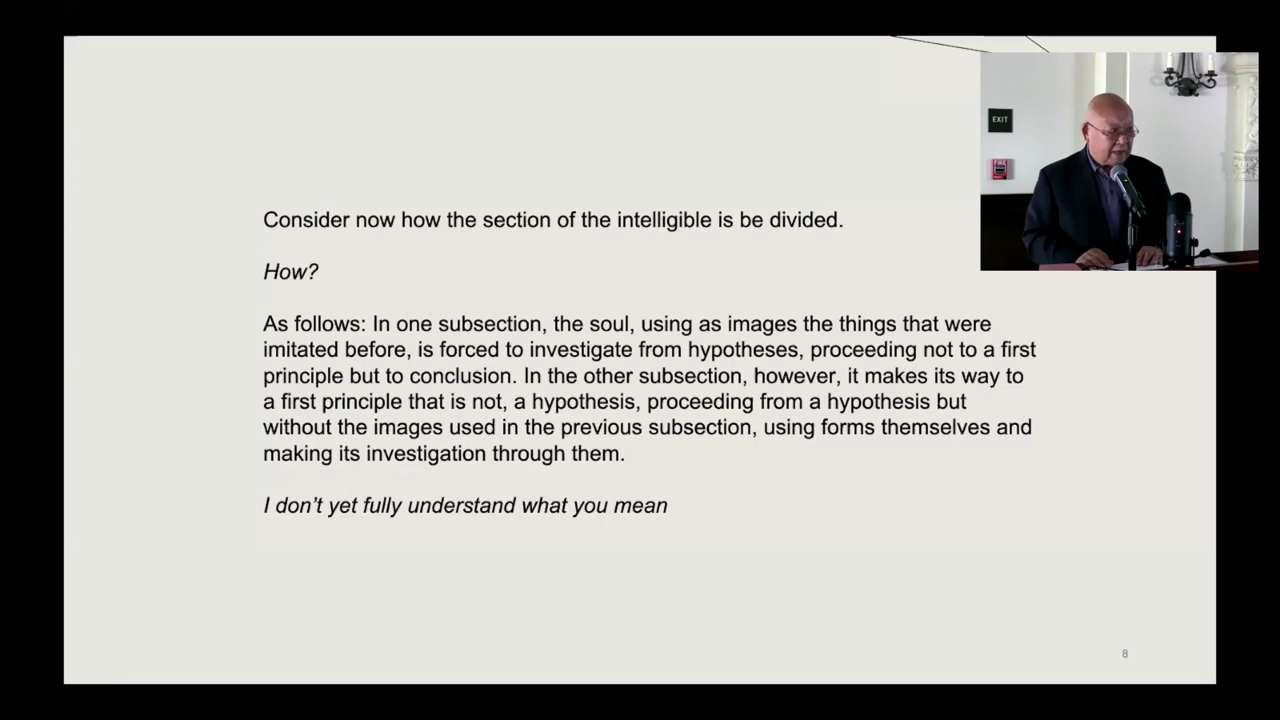 EXIT
FIRE
Consider now how the section of the intelligible is be divided.
How?
As follows: In one subsection, the soul, using as images the things that were
imitated before, is forced to investigate from hypotheses, proceeding not to a first
principle but to conclusion. In the other subsection, however, it makes its way to
a first principle that is not, a hypothesis, proceeding from a hypothesis but
without the images used in the previous subsection, using forms themselves and
making its investigation through them.
I don’t yet fully understand what you mean
8